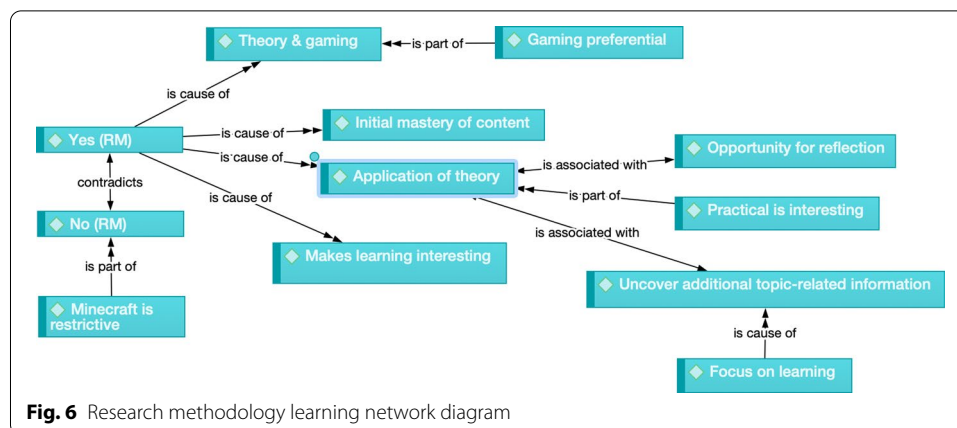 Theory & gaming
is part of
Gaming preferential
is cause of
Yes (RM)
is cause of
Initial mastery of content
is cause of
Application of theory
is associated with
Opportunity for reflection
is part of
Practical is interesting
contradicts
is cause of
No (RM)
is associated with
Makes learning interesting
is part of
Uncover additional topic-related information
Minecraft is
restrictive
is cause of
Focus on learning
Fig. 6 Research methodology learning network diagram